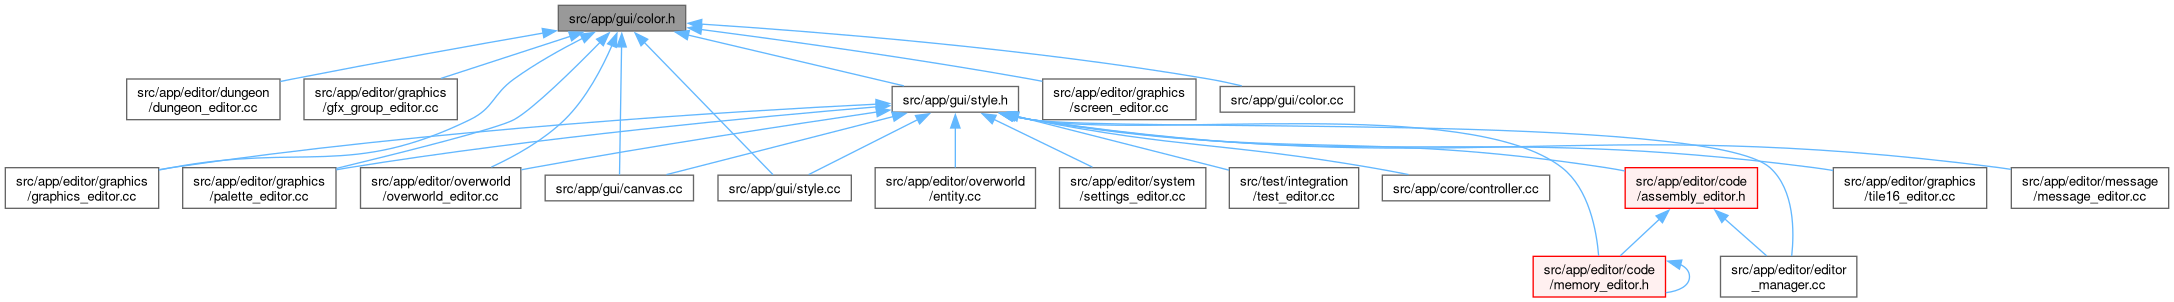 src/app/gui/color.h
src/app/editor/dungeon
/dungeon_editor.cc
src/app/editor/graphics
/gfx_group_editor.cc
src/app/gui/style.h
src/app/editor/graphics
/screen_editor.cc
src/app/gui/color.cc
src/app/editor/graphics
/graphics_editor.cc
src/app/editor/graphics
/palette_editor.cc
src/app/editor/overworld
/overworld_editor.cc
src/app/gui/canvas.cc
src/app/gui/style.cc
src/app/editor/overworld
/entity.cc
src/app/editor/system
/settings_editor.cc
src/test/integration
/test_editor.cc
src/app/core/controller.cc
src/app/editor/code
/assembly_editor.h
src/app/editor/graphics
/tile16_editor.cc
src/app/editor/message
/message_editor.cc
src/app/editor/code
/memory_editor.h
src/app/editor/editor
_manager.cc